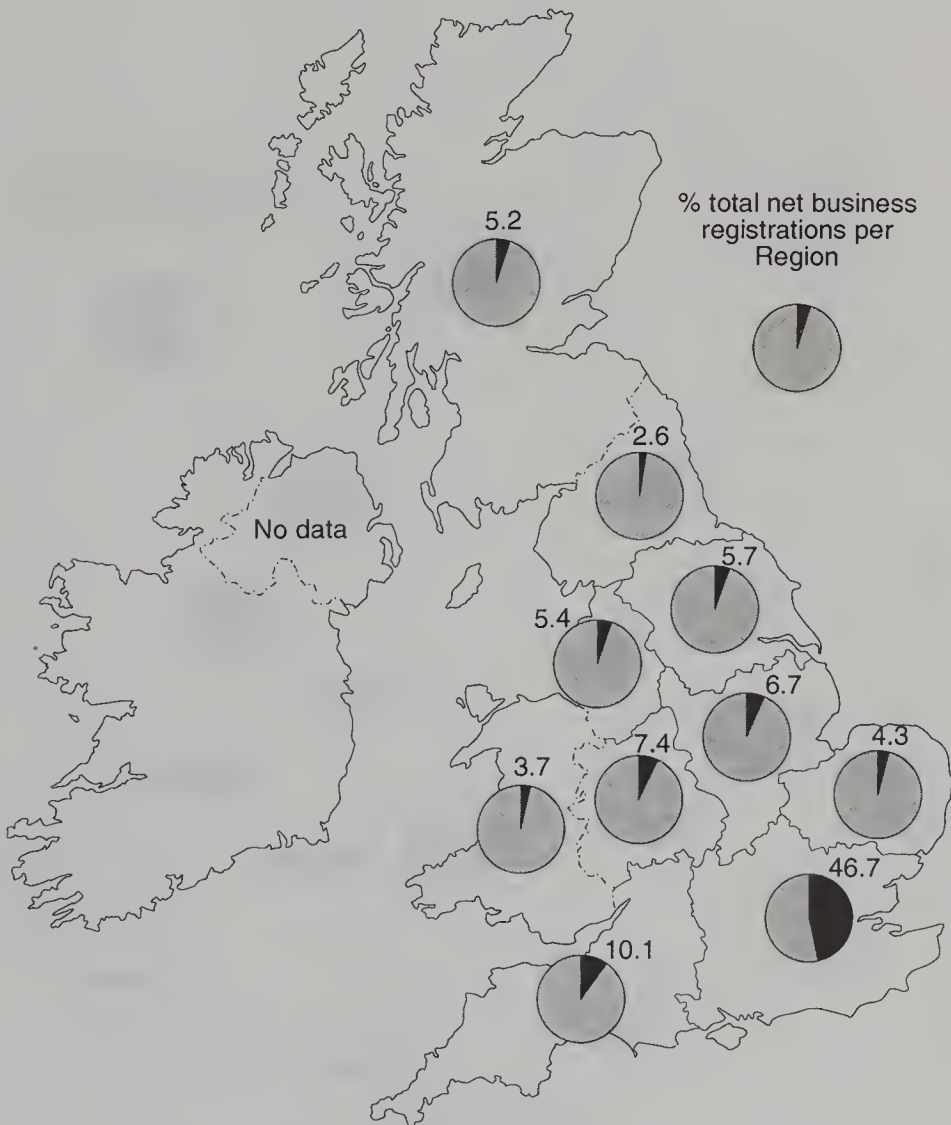 % total net business
registrations per
Region
5.2
2.6
No data
5.7
5.4
6.7
7.4
4.3
3.7
46.7
10.1